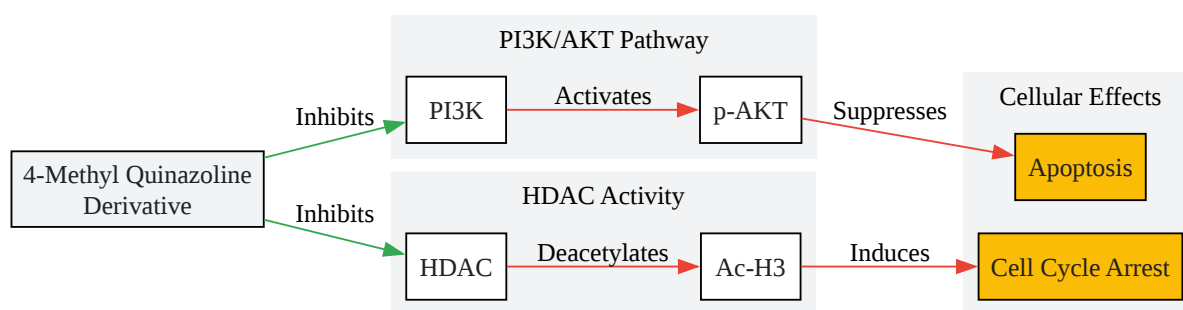 PI3K/AKT Pathway
Inhibits
PI3K
Activates
p-AKT
Suppresses
Cellular Effects
Apoptosis
4-Methyl Quinazoline
Derivative
Inhibits
HDAC Activity
HDAC
Deacetylates
Ac-H3
Induces
Cell Cycle Arrest